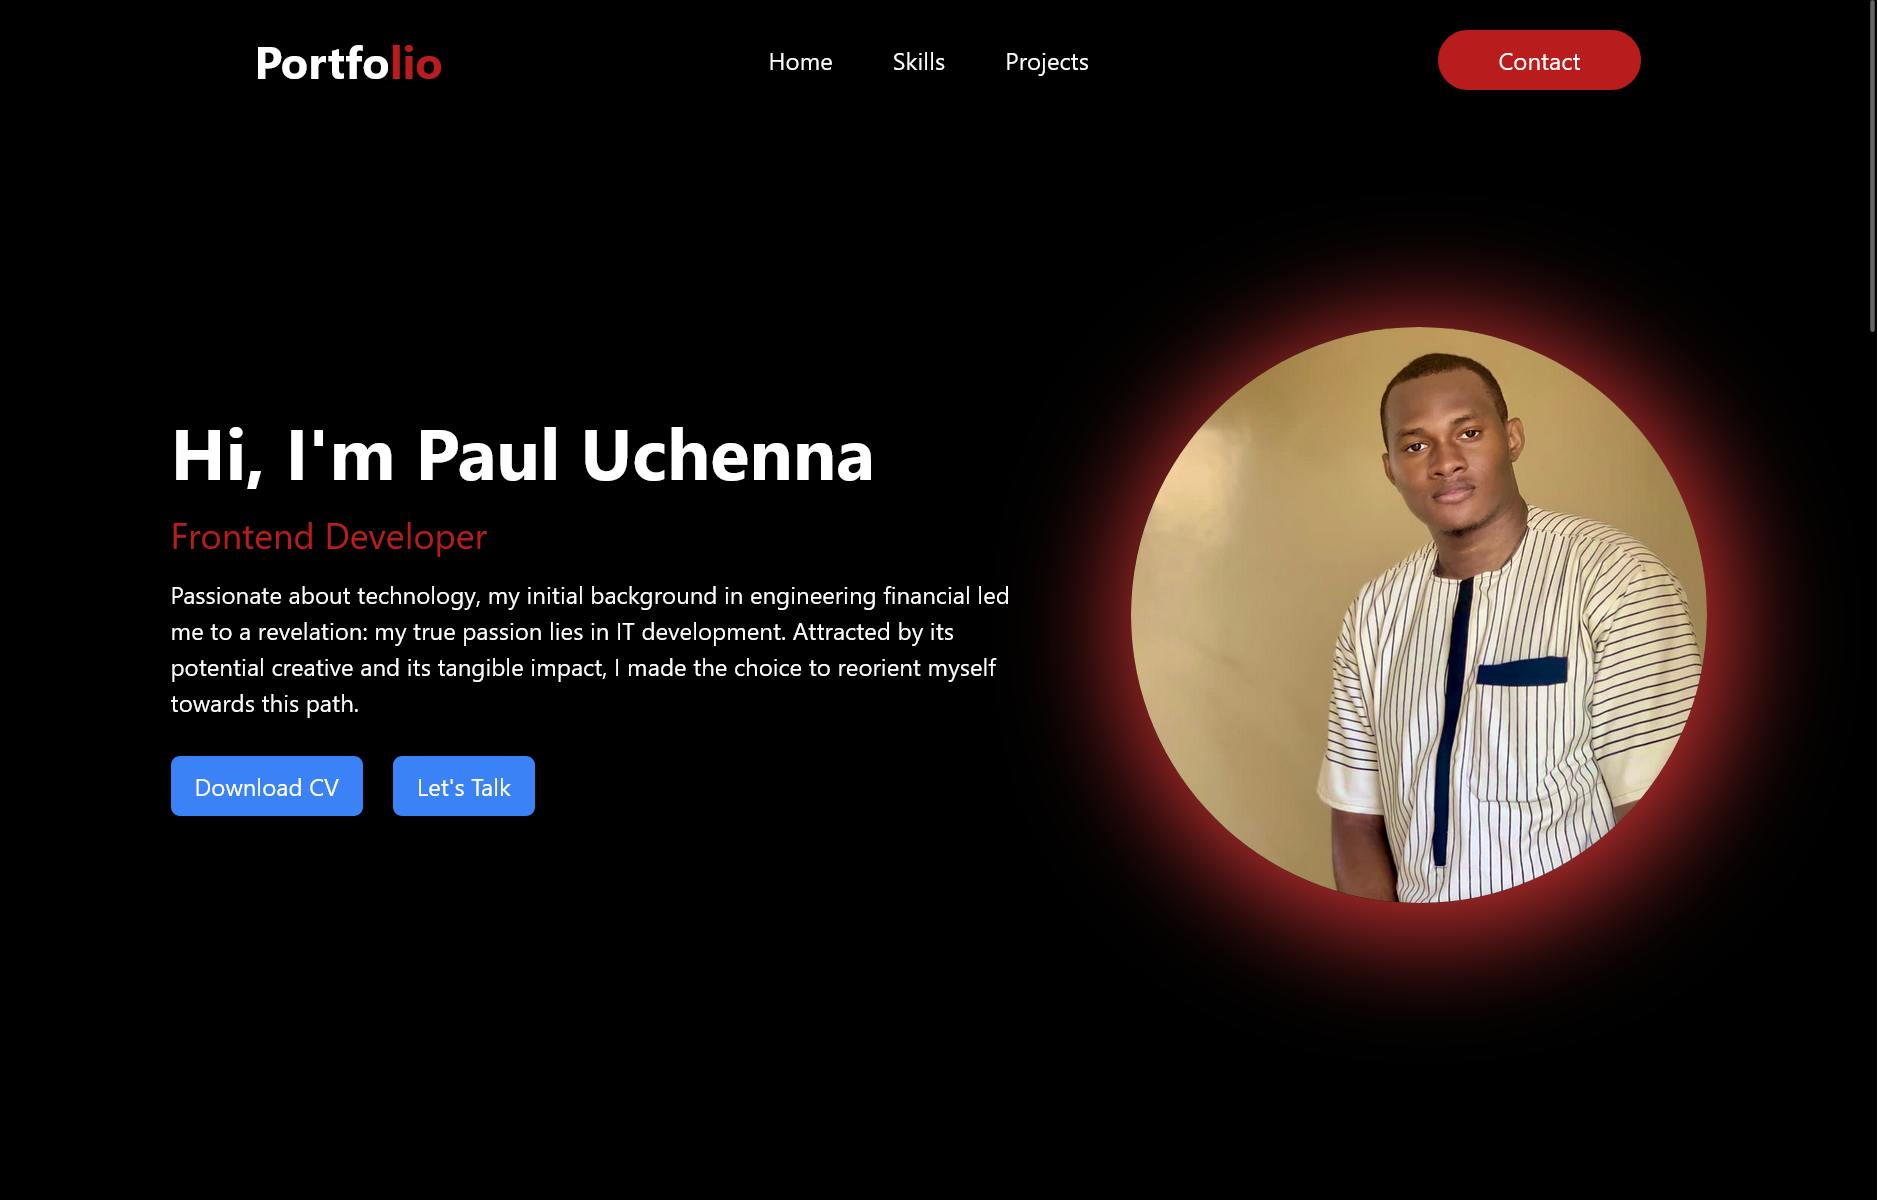 Portfolio
Home
Skills
Projects
Contact
Hi, I'm Paul Uchenna
Frontend Developer
Passionate about technology, my initial background in engineering financial led
me to a revelation: my true passion lies in IT development. Attracted by its
potential creative and its tangible impact, I made the choice to reorient myself
towards this path.
Download CV
Let's Talk